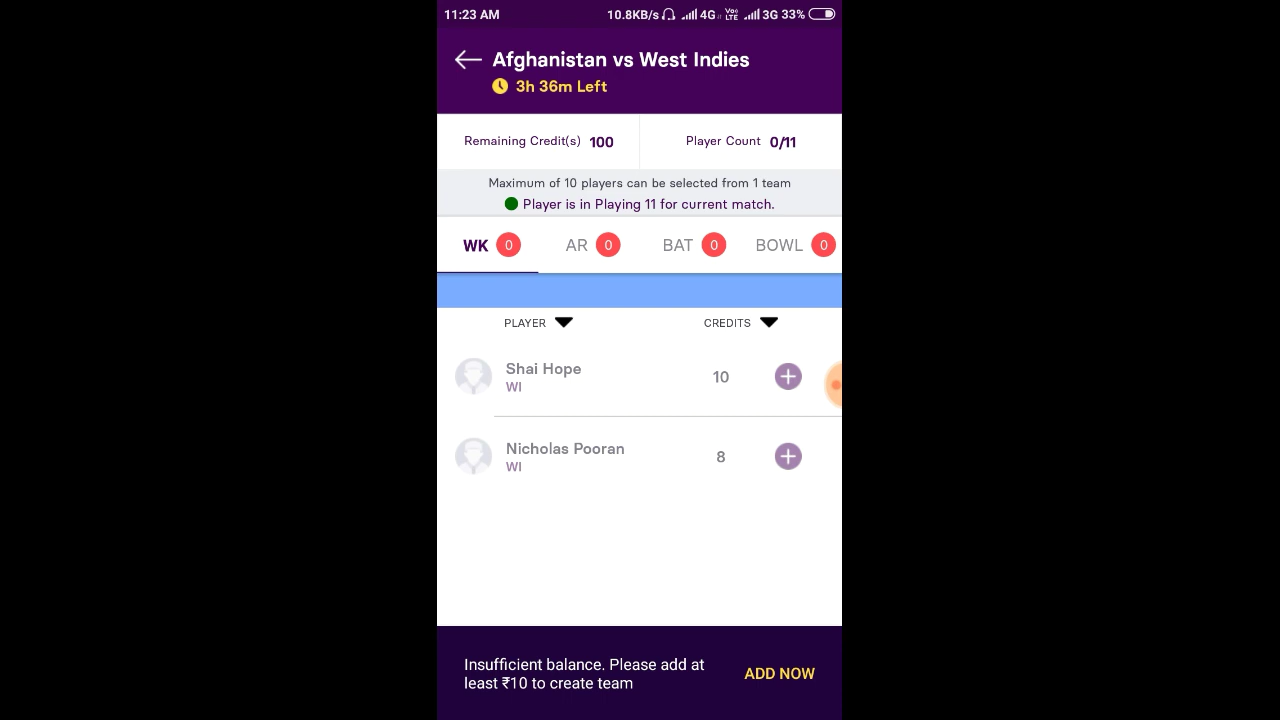 11:23 AM 10.8KB/s 4G Vo) LTE 3G 33%
Afghanistan vs West Indies
3h 36m Left
Remaining Credit(s) 100 Player Count 0/11
Maximum of 10 players can be selected from 1 team
Player is in Playing 11 for current match.
WK 0 AR 0 BAT 0 BOWL 0
PLAYER CREDITS
Shai Hope
WI
10
Nicholas Pooran
WI
8
Insufficient balance. Please add at
least ₹10 to create team
ADD NOW